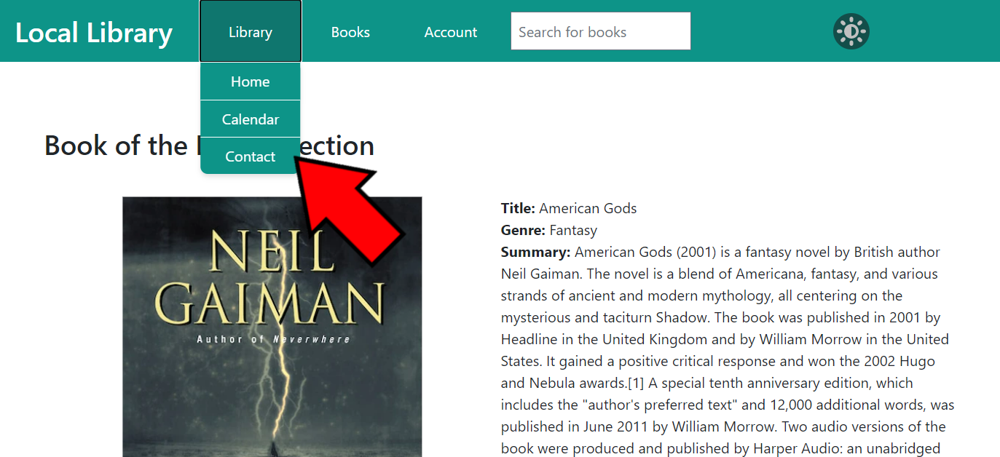 Local Library
Library
Books
Account
Search for books
Home
Calendar
Contact
Book of the
ection
NEIL
GAIMAN
Author of Neverwhere
Title: American Gods
Genre: Fantasy
Summary: American Gods (2001) is a fantasy novel by British author
Neil Gaiman. The novel is a blend of Americana, fantasy, and various
strands of ancient and modern mythology, all centering on the
mysterious and taciturn Shadow. The book was published in 2001 by
Headline in the United Kingdom and by William Morrow in the United
States. It gained a positive critical response and won the 2002 Hugo
and Nebula awards.[1] A special tenth anniversary edition, which
includes the "author's preferred text" and 12,000 additional words, was
published in June 2011 by William Morrow. Two audio versions of the
book were produced and published by Harper Audio: an unabridged